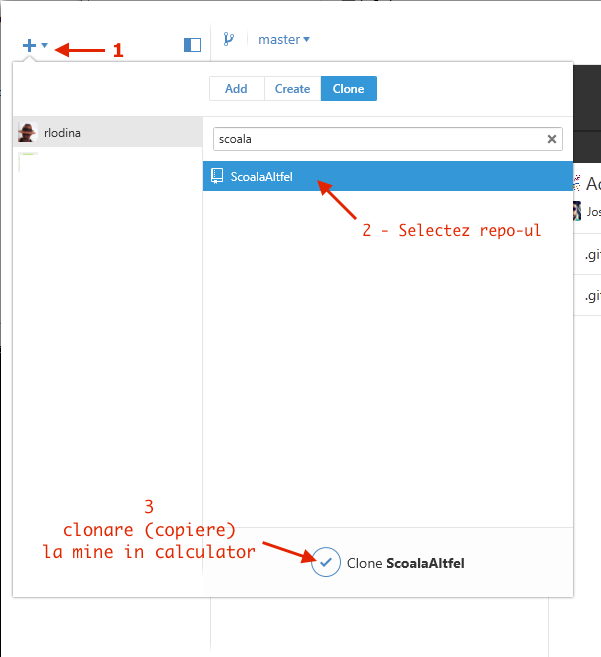 1
master
Add Create Clone
rlodina
scoala
ScoalaAltfel
2 - Selectez repo-ul
Jos
.gi
.gi
3
clonare (copiere)
la mine in calculator
Clone ScoalaAltfel